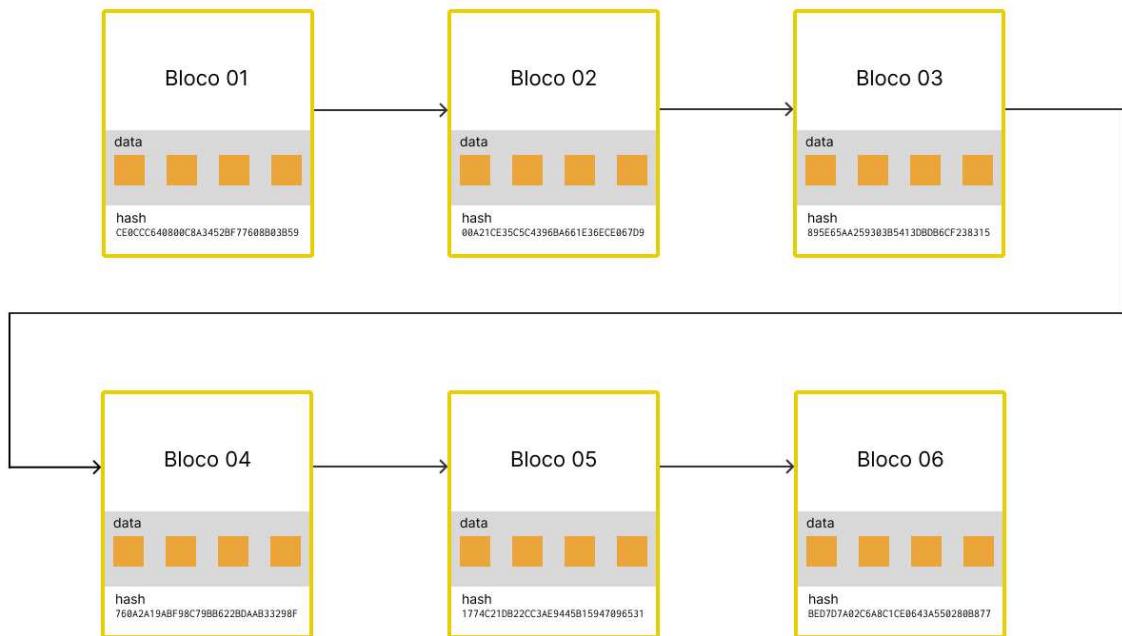 Bloco 01
data
hash
CE0CCC640800C8A3452BF77608B03B59
Bloco 02
data
hash
00A21CE35C5C4396BA661E36ECE067D9
Bloco 03
data
hash
895E65AA259303B5413DBDB6CF238315
Bloco 04
data
hash
760A2A19ABF98C79BB622BDAAB33298F
Bloco 05
data
hash
1774C21DB22CC3AE9445B15947096531
Bloco 06
data
hash
BED7D7A02C6A8C1CE0643A550280B877